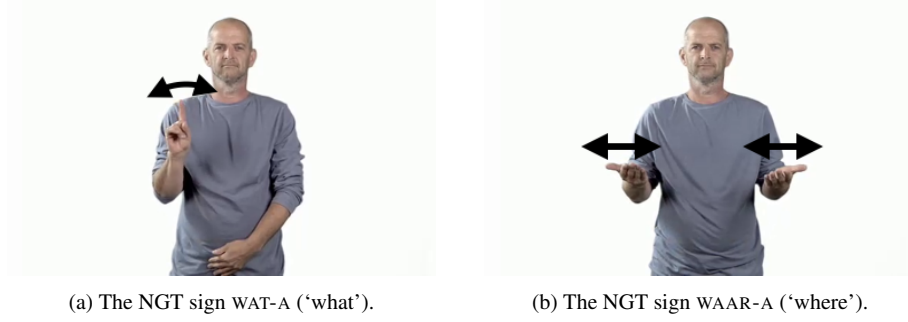 (a) The NGT sign WAT-A (‘what’).
(b) The NGT sign WAAR-A (‘where’).